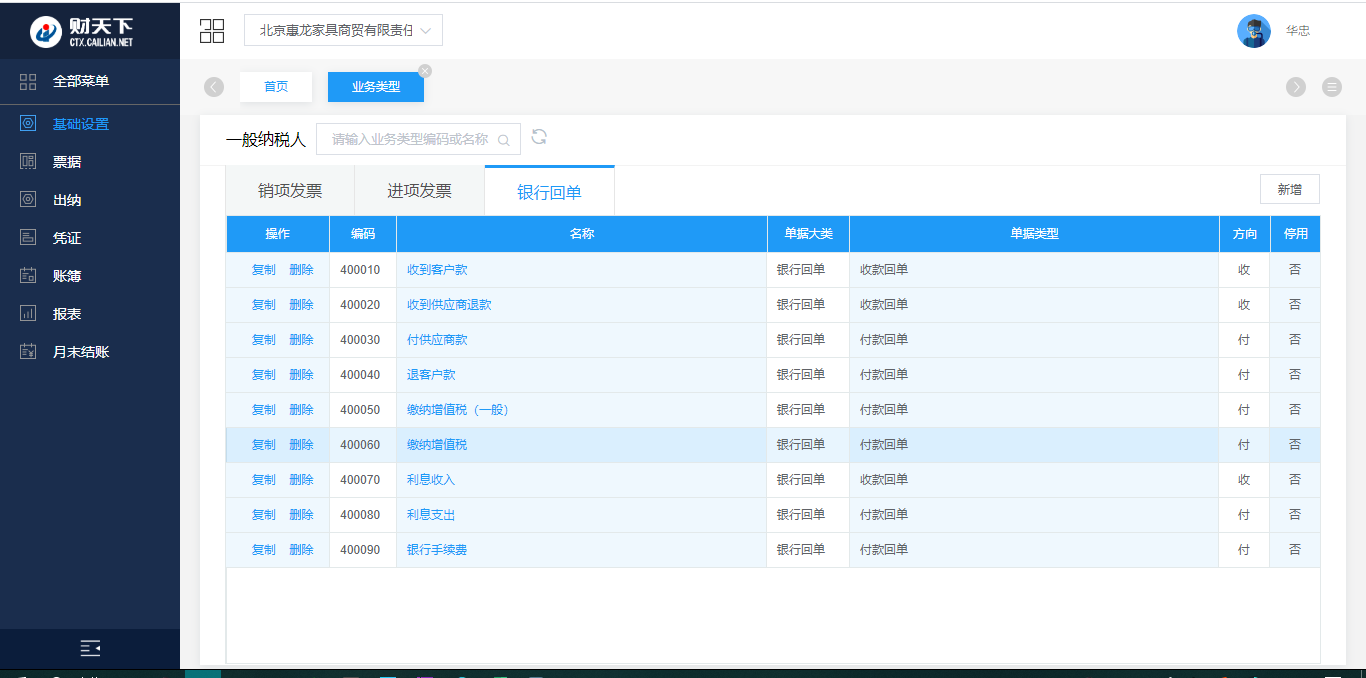 财天下
CTX.CAILIAN.NET
北京惠龙家具商贸有限责任
华忠
全部菜单
基础设置
票据
出纳
凭证
账簿
报表
月末结账
首页 业务类型
一般纳税人 请输入业务类型编码或名称
销项发票 进项发票 银行回单 新增
操作 编码 名称 单据大类 单据类型 方向 停用
复制 删除 400010 收到客户款 银行回单 收款回单 收 否
复制 删除 400020 收到供应商退款 银行回单 收款回单 收 否
复制 删除 400030 付供应商款 银行回单 付款回单 付 否
复制 删除 400040 退客户款 银行回单 付款回单 付 否
复制 删除 400050 缴纳增值税（一般） 银行回单 付款回单 付 否
复制 删除 400060 缴纳增值税 银行回单 付款回单 付 否
复制 删除 400070 利息收入 银行回单 收款回单 收 否
复制 删除 400080 利息支出 银行回单 付款回单 付 否
复制 删除 400090 银行手续费 银行回单 付款回单 付 否